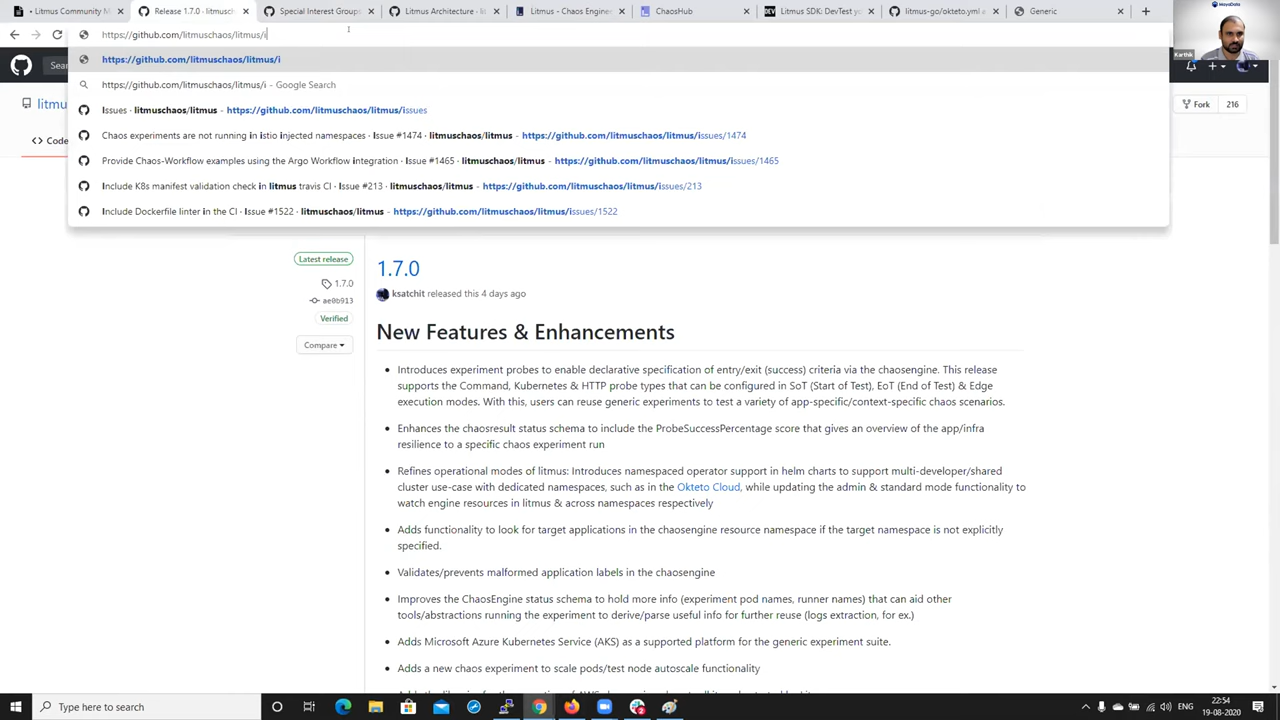 Litmus Community M
Release 1.7.0 · litmusch
Special Interest Group
Litmus Architecture - lit
Litmus - Chaos Engine
ChaosHub
Litmus SDK: DevTest yo
litmus-go/okteto.yml a
Generic
MayaData
Karthik
https://github.com/litmuschaos/litmus/i
https://github.com/litmuschaos/litmus/i
https://github.com/litmuschaos/litmus/i - Google Search
Issues · litmuschaos/litmus - https://github.com/litmuschaos/litmus/issues
Chaos experiments are not running in istio injected namespaces · Issue #1474 · litmuschaos/litmus - https://github.com/litmuschaos/litmus/issues/1474
Provide Chaos-Workflow examples using the Argo Workflow integration · Issue #1465 · litmuschaos/litmus - https://github.com/litmuschaos/litmus/issues/1465
Include K8s manifest validation check in litmus travis CI · Issue #213 · litmuschaos/litmus - https://github.com/litmuschaos/litmus/issues/213
Include Dockerfile linter in the CI · Issue #1522 · litmuschaos/litmus - https://github.com/litmuschaos/litmus/issues/1522
Sear
litmu
Fork 216
<> Code
Latest release
1.7.0
ae0b913
Verified
Compare
1.7.0
ksatchit released this 4 days ago
New Features & Enhancements
• Introduces experiment probes to enable declarative specification of entry/exit (success) criteria via the chaosengine. This release
supports the Command, Kubernetes & HTTP probe types that can be configured in SoT (Start of Test), EoT (End of Test) & Edge
execution modes. With this, users can reuse generic experiments to test a variety of app-specific/context-specific chaos scenarios.
• Enhances the chaosresult status schema to include the ProbeSuccessPercentage score that gives an overview of the app/infra
resilience to a specific chaos experiment run
• Refines operational modes of litmus: Introduces namespaced operator support in helm charts to support multi-developer/shared
cluster use-case with dedicated namespaces, such as in the Okteto Cloud, while updating the admin & standard mode functionality to
watch engine resources in litmus & across namespaces respectively
• Adds functionality to look for target applications in the chaosengine resource namespace if the target namespace is not explicitly
specified.
• Validates/prevents malformed application labels in the chaosengine
• Improves the ChaosEngine status schema to hold more info (experiment pod names, runner names) that can aid other
tools/abstractions running the experiment to derive/parse useful info for further reuse (logs extraction, for ex.)
• Adds Microsoft Azure Kubernetes Service (AKS) as a supported platform for the generic experiment suite.
• Adds a new chaos experiment to scale pods/test node autoscale functionality
Type here to search
ENG
22:54
19-08-2020